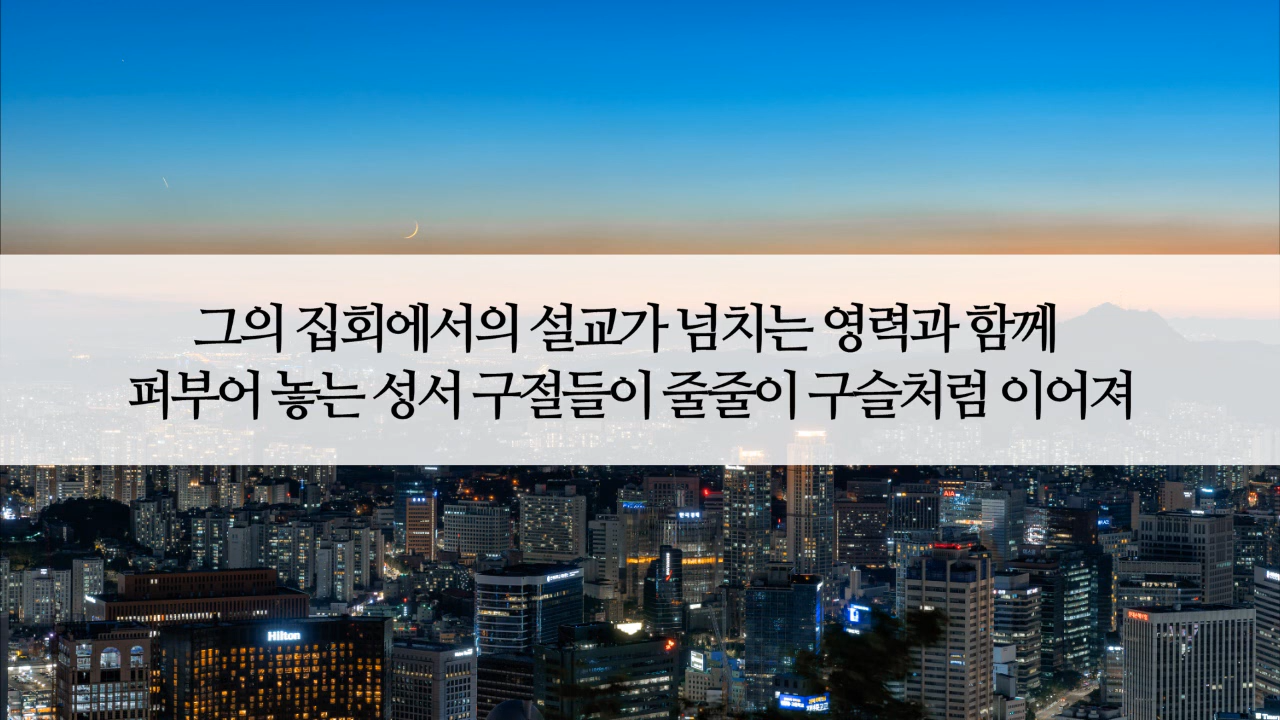 그의 집회에서의 설교가 넘치는 영력과 함께
퍼부어 놓는 성서 구절들이 줄줄이 구슬처럼 이어져
AIA
Hilton